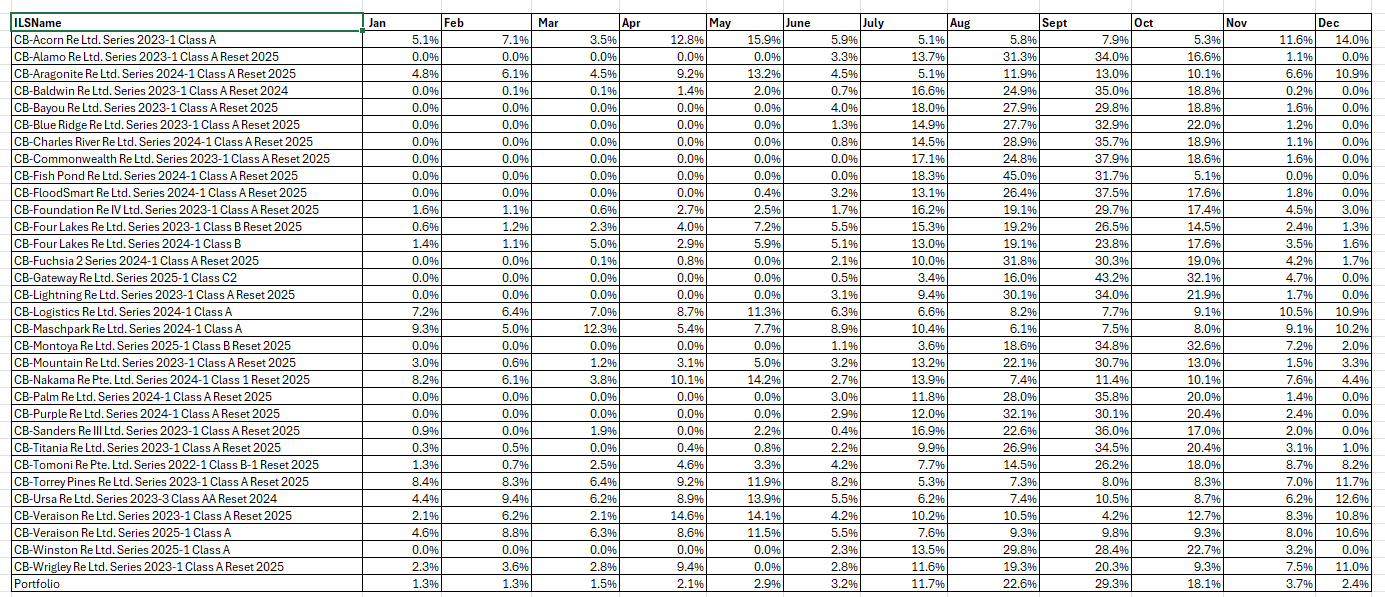 ILSName Jan Feb Mar Apr May June July Aug Sept Oct Nov Dec
CB-Acorn Re Ltd. Series 2023-1 Class A 5.1% 7.1% 3.5% 12.8% 15.9% 5.9% 5.1% 5.8% 7.9% 5.3% 11.6% 14.0%
CB-Alamo Re Ltd. Series 2023-1 Class A Reset 2025 0.0% 0.0% 0.0% 0.0% 0.0% 3.3% 13.7% 31.3% 34.0% 16.6% 1.1% 0.0%
CB-Aragonite Re Ltd. Series 2024-1 Class A Reset 2025 4.8% 6.1% 4.5% 9.2% 13.2% 4.5% 5.1% 11.9% 13.0% 10.1% 6.6% 10.9%
CB-Baldwin Re Ltd. Series 2023-1 Class A Reset 2024 0.0% 0.1% 0.1% 1.4% 2.0% 0.7% 16.6% 24.9% 35.0% 18.8% 0.2% 0.0%
CB-Bayou Re Ltd. Series 2023-1 Class A Reset 2025 0.0% 0.0% 0.0% 0.0% 0.0% 4.0% 18.0% 27.9% 29.8% 18.8% 1.6% 0.0%
CB-Blue Ridge Re Ltd. Series 2023-1 Class A Reset 2025 0.0% 0.0% 0.0% 0.0% 0.0% 1.3% 14.9% 27.7% 32.9% 22.0% 1.2% 0.0%
CB-Charles River Re Ltd. Series 2024-1 Class A Reset 2025 0.0% 0.0% 0.0% 0.0% 0.0% 0.8% 14.5% 28.9% 35.7% 18.9% 1.1% 0.0%
CB-Commonwealth Re Ltd. Series 2023-1 Class A Reset 2025 0.0% 0.0% 0.0% 0.0% 0.0% 0.0% 17.1% 24.8% 37.9% 18.6% 1.6% 0.0%
CB-Fish Pond Re Ltd. Series 2024-1 Class A Reset 2025 0.0% 0.0% 0.0% 0.0% 0.0% 0.0% 18.3% 45.0% 31.7% 5.1% 0.0% 0.0%
CB-FloodSmart Re Ltd. Series 2024-1 Class A Reset 2025 0.0% 0.0% 0.0% 0.0% 0.4% 3.2% 13.1% 26.4% 37.5% 17.6% 1.8% 0.0%
CB-Foundation Re IV Ltd. Series 2023-1 Class A Reset 2025 1.6% 1.1% 0.6% 2.7% 2.5% 1.7% 16.2% 19.1% 29.7% 17.4% 4.5% 3.0%
CB-Four Lakes Re Ltd. Series 2023-1 Class B Reset 2025 0.6% 1.2% 2.3% 4.0% 7.2% 5.5% 15.3% 19.2% 26.5% 14.5% 2.4% 1.3%
CB-Four Lakes Re Ltd. Series 2024-1 Class B 1.4% 1.1% 5.0% 2.9% 5.9% 5.1% 13.0% 19.1% 23.8% 17.6% 3.5% 1.6%
CB-Fuchsia 2 Series 2024-1 Class A Reset 2025 0.0% 0.0% 0.1% 0.8% 0.0% 2.1% 10.0% 31.8% 30.3% 19.0% 4.2% 1.7%
CB-Gateway Re Ltd. Series 2025-1 Class C2 0.0% 0.0% 0.0% 0.0% 0.0% 0.5% 3.4% 16.0% 43.2% 32.1% 4.7% 0.0%
CB-Lightning Re Ltd. Series 2023-1 Class A Reset 2025 0.0% 0.0% 0.0% 0.0% 0.0% 3.1% 9.4% 30.1% 34.0% 21.9% 1.7% 0.0%
CB-Logistics Re Ltd. Series 2024-1 Class A 7.2% 6.4% 7.0% 8.7% 11.3% 6.3% 6.6% 8.2% 7.7% 9.1% 10.5% 10.9%
CB-Maschpark Re Ltd. Series 2024-1 Class A 9.3% 5.0% 12.3% 5.4% 7.7% 8.9% 10.4% 6.1% 7.5% 8.0% 9.1% 10.2%
CB-Montoya Re Ltd. Series 2025-1 Class B Reset 2025 0.0% 0.0% 0.0% 0.0% 0.0% 1.1% 3.6% 18.6% 34.8% 32.6% 7.2% 2.0%
CB-Mountain Re Ltd. Series 2023-1 Class A Reset 2025 3.0% 0.6% 1.2% 3.1% 5.0% 3.2% 13.2% 22.1% 30.7% 13.0% 1.5% 3.3%
CB-Nakama Re Pte. Ltd. Series 2024-1 Class 1 Reset 2025 8.2% 6.1% 3.8% 10.1% 14.2% 2.7% 13.9% 7.4% 11.4% 10.1% 7.6% 4.4%
CB-Palm Re Ltd. Series 2024-1 Class A Reset 2025 0.0% 0.0% 0.0% 0.0% 0.0% 3.0% 11.8% 28.0% 35.8% 20.0% 1.4% 0.0%
CB-Purple Re Ltd. Series 2024-1 Class A Reset 2025 0.0% 0.0% 0.0% 0.0% 0.0% 2.9% 12.0% 32.1% 30.1% 20.4% 2.4% 0.0%
CB-Sanders Re III Ltd. Series 2023-1 Class A Reset 2025 0.9% 0.0% 1.9% 0.0% 2.2% 0.4% 16.9% 22.6% 36.0% 17.0% 2.0% 0.0%
CB-Titania Re Ltd. Series 2023-1 Class A Reset 2025 0.3% 0.5% 0.0% 0.4% 0.8% 2.2% 9.9% 26.9% 34.5% 20.4% 3.1% 1.0%
CB-Tomoni Re Pte. Ltd. Series 2022-1 Class B-1 Reset 2025 1.3% 0.7% 2.5% 4.6% 3.3% 4.2% 7.7% 14.5% 26.2% 18.0% 8.7% 8.2%
CB-Torrey Pines Re Ltd. Series 2023-1 Class A Reset 2025 8.4% 8.3% 6.4% 9.2% 11.9% 8.2% 5.3% 7.3% 8.0% 8.3% 7.0% 11.7%
CB-Ursa Re Ltd. Series 2023-3 Class AA Reset 2024 4.4% 9.4% 6.2% 8.9% 13.9% 5.5% 6.2% 7.4% 10.5% 8.7% 6.2% 12.6%
CB-Veraison Re Ltd. Series 2023-1 Class A Reset 2025 2.1% 6.2% 2.1% 14.6% 14.1% 4.2% 10.2% 10.5% 4.2% 12.7% 8.3% 10.8%
CB-Veraison Re Ltd. Series 2025-1 Class A 4.6% 8.8% 6.3% 8.6% 11.5% 5.5% 7.6% 9.3% 9.8% 9.3% 8.0% 10.6%
CB-Winston Re Ltd. Series 2025-1 Class A 0.0% 0.0% 0.0% 0.0% 0.0% 2.3% 13.5% 29.8% 28.4% 22.7% 3.2% 0.0%
CB-Wrigley Re Ltd. Series 2023-1 Class A Reset 2025 2.3% 3.6% 2.8% 9.4% 0.0% 2.8% 11.6% 19.3% 20.3% 9.3% 7.5% 11.0%
Portfolio 1.3% 1.3% 1.5% 2.1% 2.9% 3.2% 11.7% 22.6% 29.3% 18.1% 3.7% 2.4%